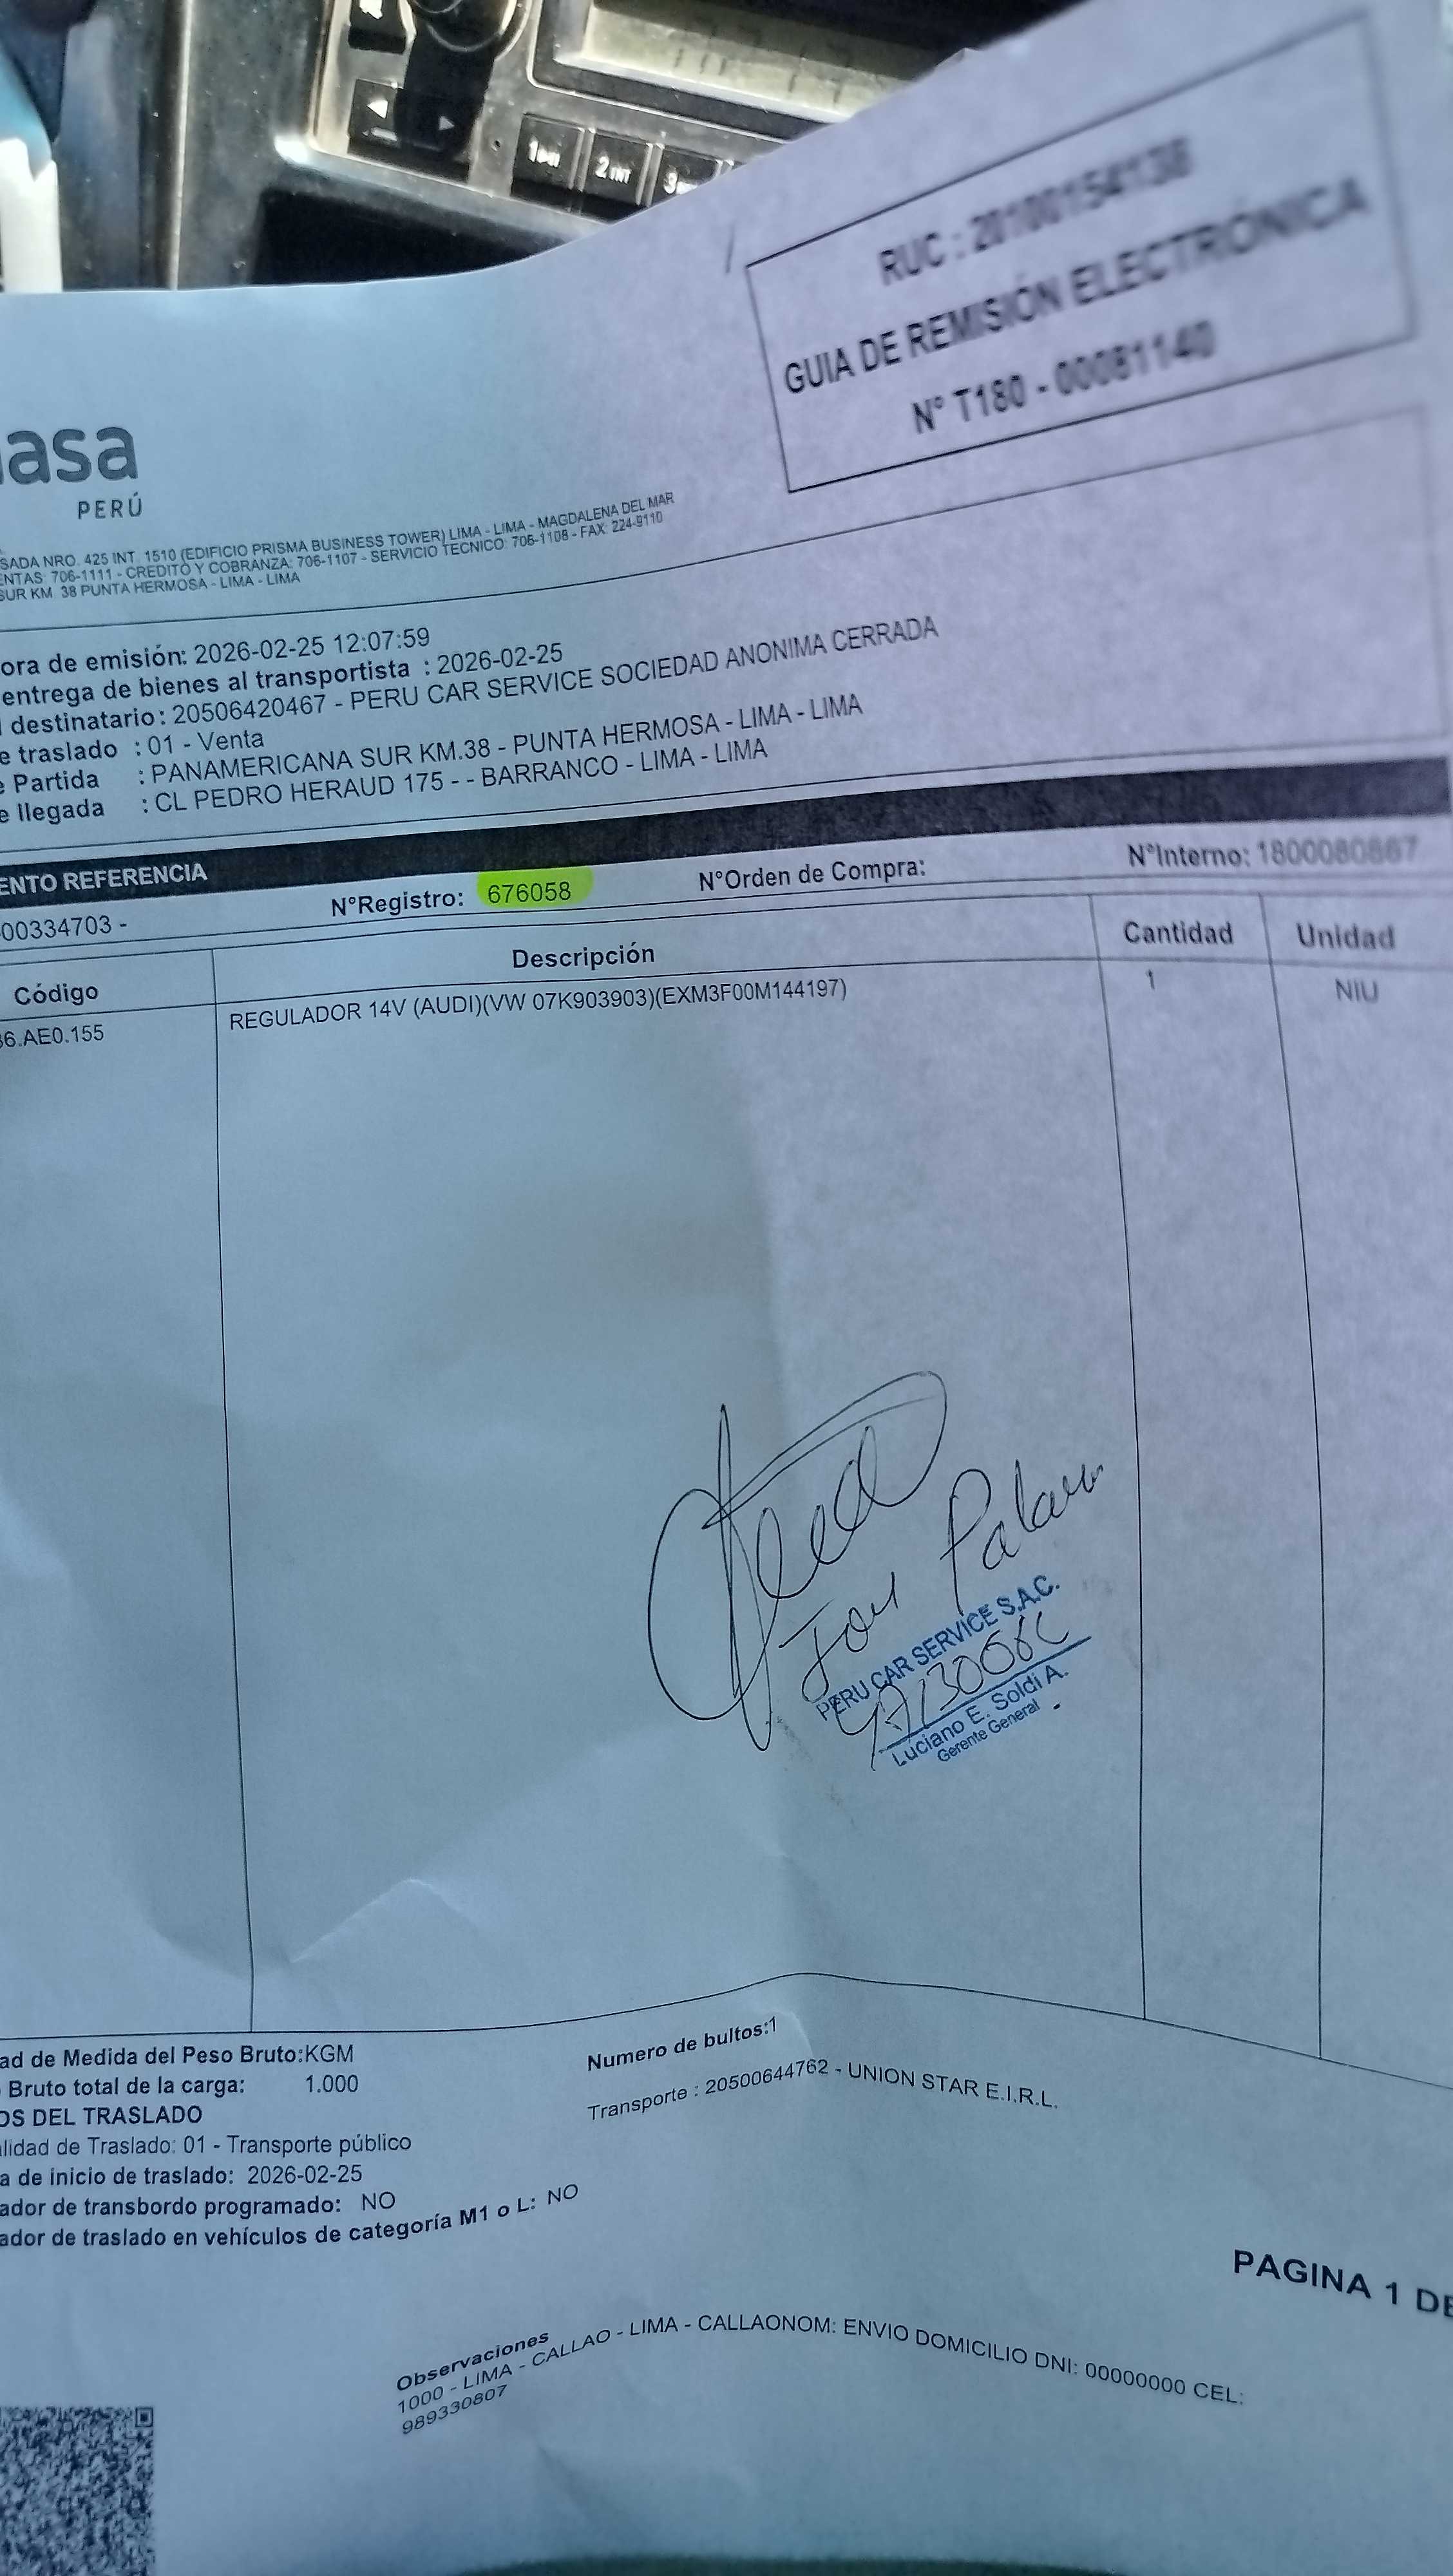 RUC : 20100154138
GUIA DE REMISIÓN ELECTRÓNICA
N° T180 - 00081140
asa
PERÚ
SADA NRO. 425 INT. 1510 (EDIFICIO PRISMA BUSINESS TOWER) LIMA - LIMA - MAGDALENA DEL MAR
ENTAS: 706-1111 - CREDITO Y COBRANZA: 706-1107 - SERVICIO TECNICO: 706-1108 - FAX: 224-9110
SUR KM 38 PUNTA HERMOSA - LIMA - LIMA
ora de emisión: 2026-02-25 12:07:59
entrega de bienes al transportista : 2026-02-25
destinatario : 20506420467 - PERU CAR SERVICE SOCIEDAD ANONIMA CERRADA
e traslado : 01 - Venta
e Partida : PANAMERICANA SUR KM.38 - PUNTA HERMOSA - LIMA - LIMA
e llegada : CL PEDRO HERAUD 175 - - BARRANCO - LIMA - LIMA
ENTO REFERENCIA
00334703 - N°Registro: 676058 N°Orden de Compra: N°Interno: 1800080867
Código Descripción Cantidad Unidad
36.AE0.155 REGULADOR 14V (AUDI)(VW 07K903903)(EXM3F00M144197) 1 NIU
PERU CAR SERVICE S.A.C.
Luciano E. Soldi A.
Gerente General
ad de Medida del Peso Bruto:KGM Numero de bultos:1
Bruto total de la carga: 1.000 Transporte : 20500644762 - UNION STAR E.I.R.L.
OS DEL TRASLADO
lidad de Traslado: 01 - Transporte público
a de inicio de traslado: 2026-02-25
ador de transbordo programado: NO
ador de traslado en vehículos de categoría M1 o L: NO
PAGINA 1 DE
Observaciones
1000 - LIMA - CALLAO - LIMA - CALLAONOM: ENVIO DOMICILIO DNI: 00000000 CEL:
989330807